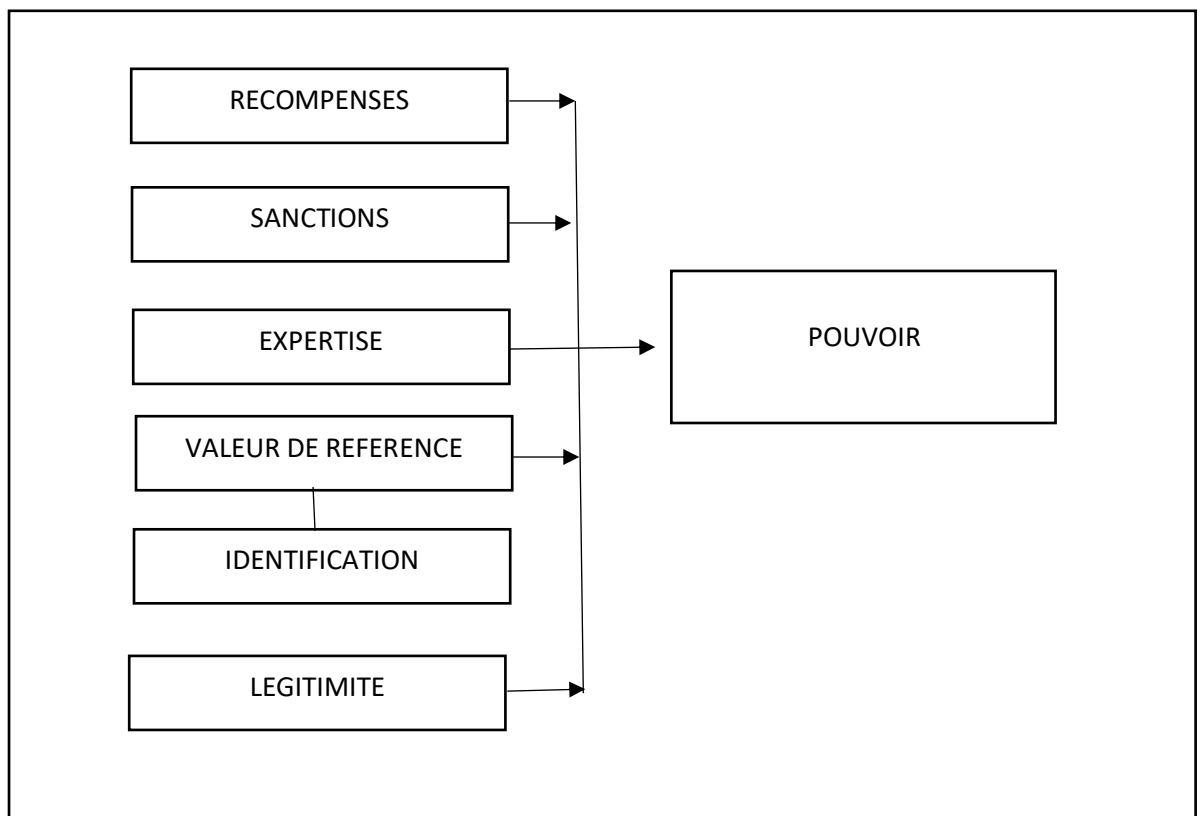 RECOMPENSES
SANCTIONS
EXPERTISE
POUVOIR
VALEUR DE REFERENCE
IDENTIFICATION
LEGITIMITE